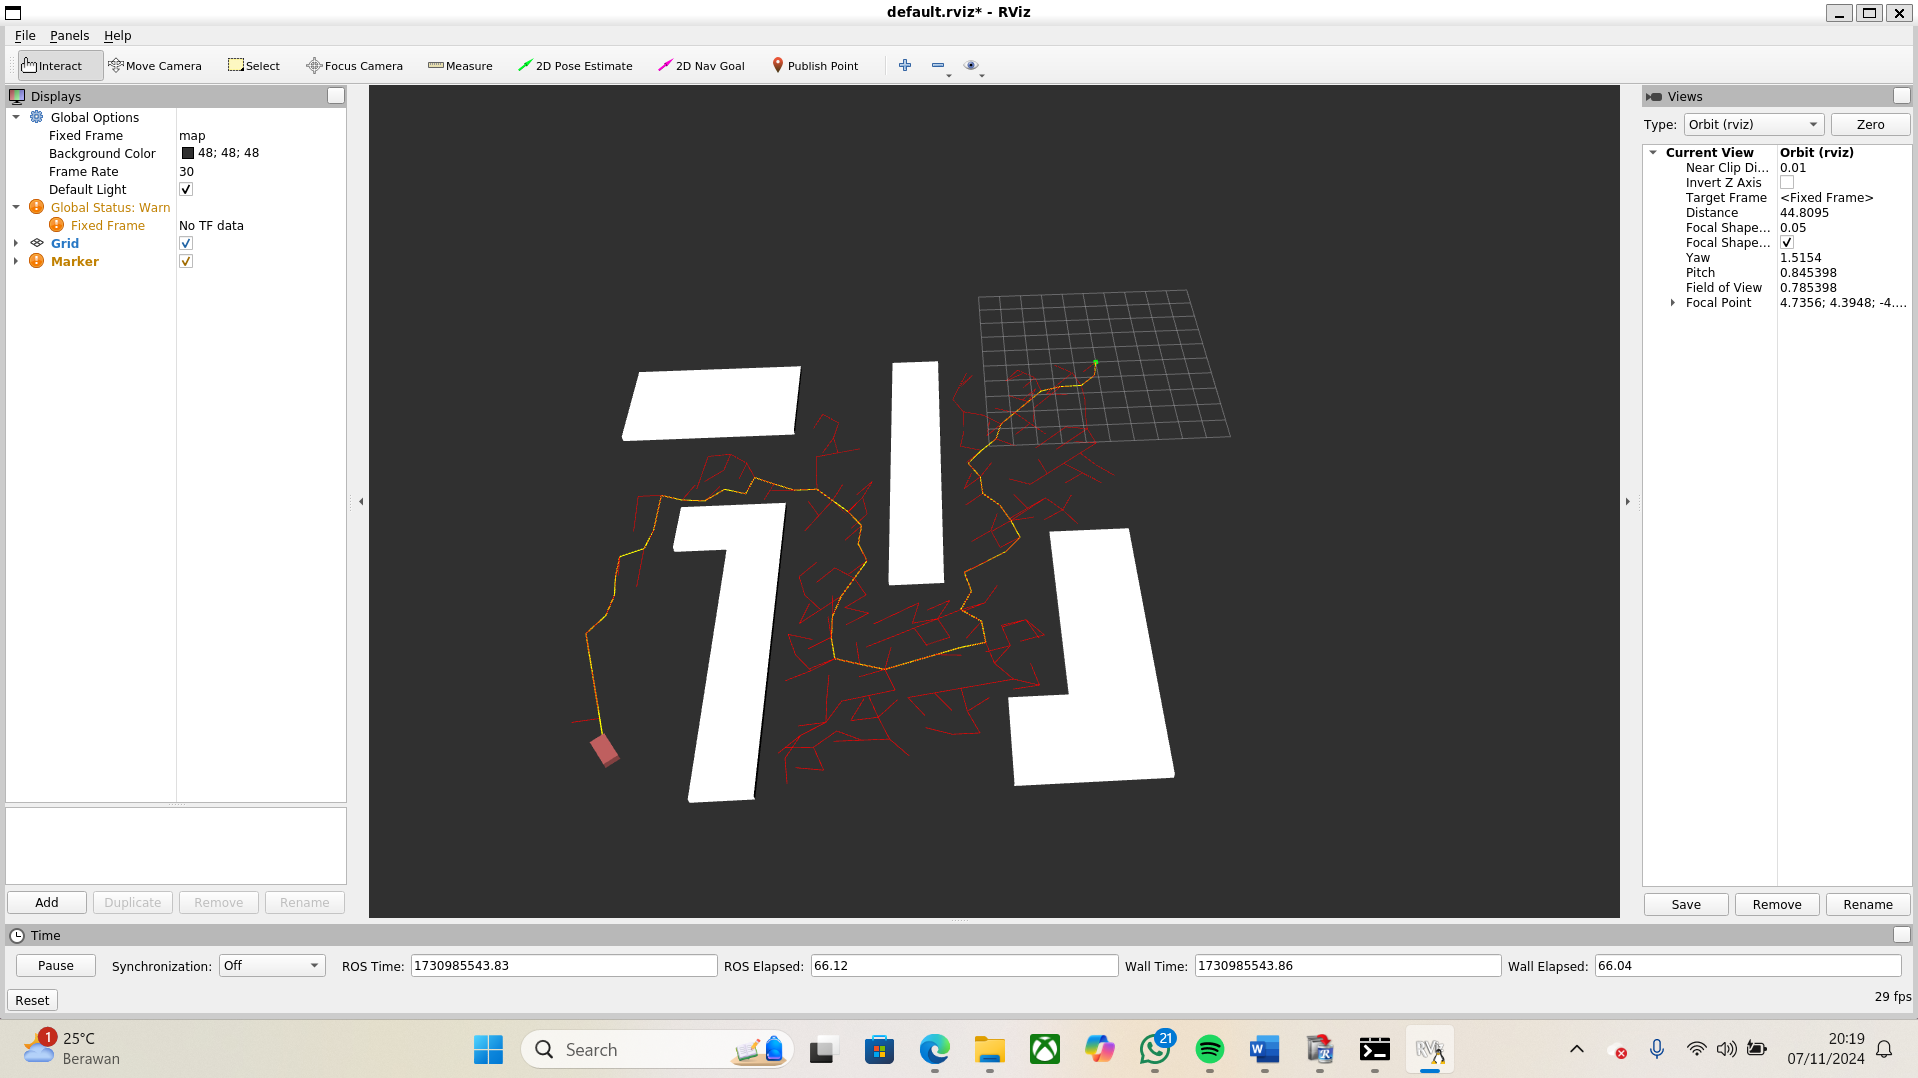 default.rviz* - RViz
File Panels Help
Interact Move Camera Select Focus Camera Measure 2D Pose Estimate 2D Nav Goal Publish Point
Displays
Global Options
Fixed Frame map
Background Color 48; 48; 48
Frame Rate 30
Default Light
Global Status: Warn
Fixed Frame No TF data
Grid
Marker
Add Duplicate Remove Rename
Views
Type: Orbit (rviz) Zero
Current View Orbit (rviz)
Near Clip Di... 0.01
Invert Z Axis
Target Frame <Fixed Frame>
Distance 44.8095
Focal Shape... 0.05
Focal Shape...
Yaw 1.5154
Pitch 0.845398
Field of View 0.785398
Focal Point 4.7356; 4.3948; -4....
Save Remove Rename
Time
Pause Synchronization: Off ROS Time: 1730985543.83 ROS Elapsed: 66.12 Wall Time: 1730985543.86 Wall Elapsed: 66.04
Reset 29 fps
1 25°C
Berawan
Search
21
20:19
07/11/2024